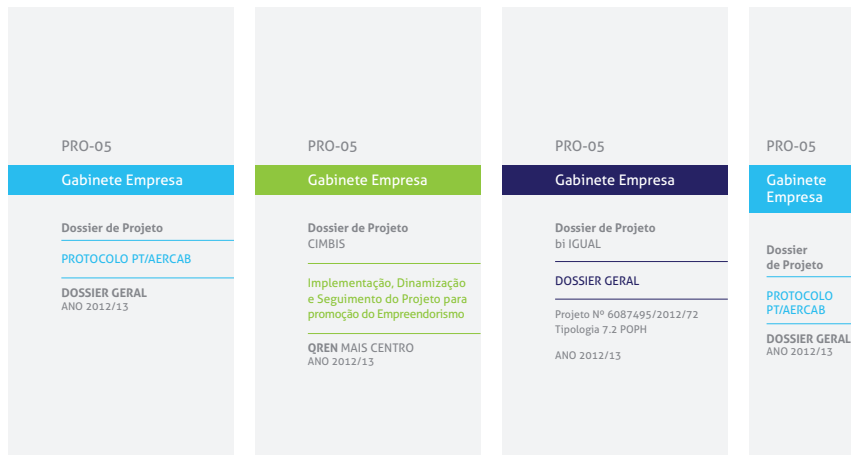 PRO-05
Gabinete Empresa
Dossier de Projeto
PROTOCOLO PT/AERCAB
DOSSIER GERAL
ANO 2012/13
PRO-05
Gabinete Empresa
Dossier de Projeto
CIMBIS
Implementação, Dinamização
e Seguimento do Projeto para
promoção do Empreendorismo
QREN MAIS CENTRO
ANO 2012/13
PRO-05
Gabinete Empresa
Dossier de Projeto
bi IGUAL
DOSSIER GERAL
Projeto Nº 6087495/2012/72
Tipologia 7.2 POPH
ANO 2012/13
PRO-05
Gabinete
Empresa
Dossier
de Projeto
PROTOCOLO
PT/AERCAB
DOSSIER GERAL
ANO 2012/13